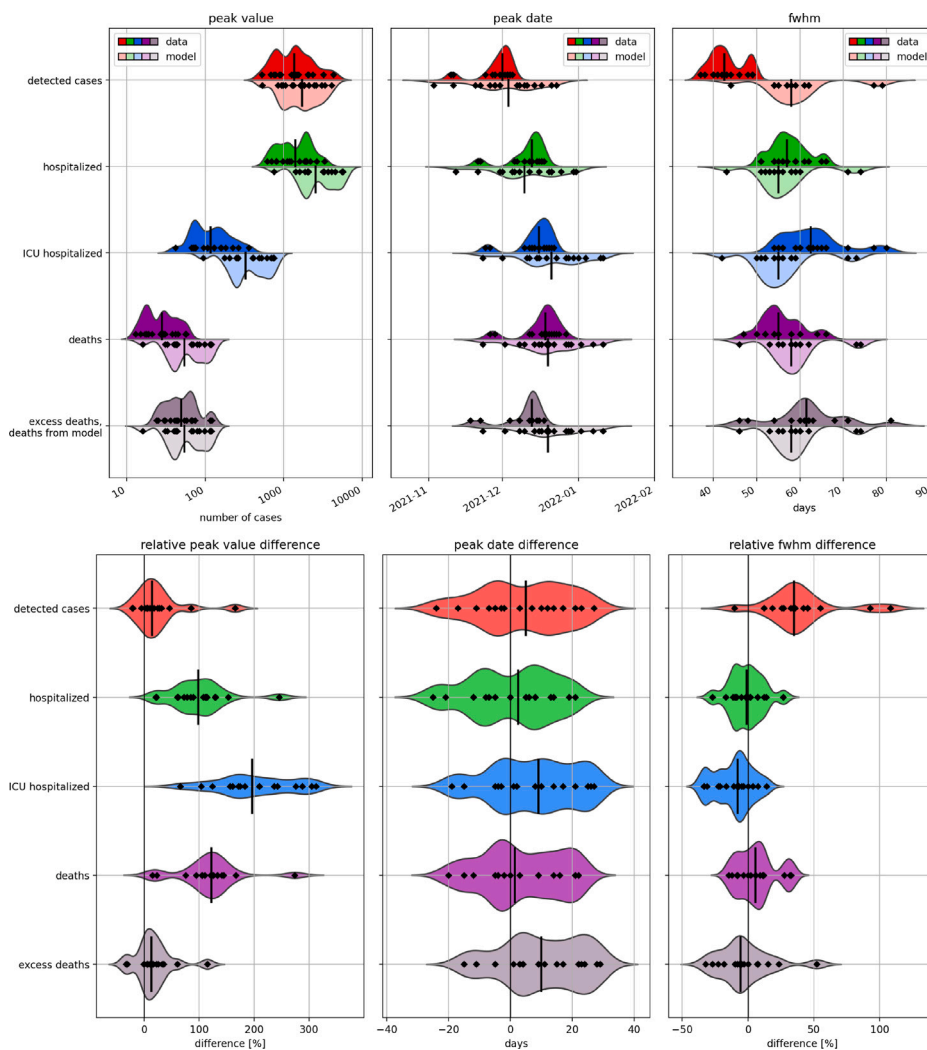 peak value
peak date
fwhm
data
model
data
model
detected cases
hospitalized
ICU hospitalized
deaths
excess deaths,
deaths from model
10
100
1000
10000
number of cases
2021-11
2021-12
2022-01
2022-02
40
50
60
70
80
90
days
relative peak value difference
peak date difference
relative fwhm difference
detected cases
hospitalized
ICU hospitalized
deaths
excess deaths
0
100
200
300
difference [%]
−40
−20
0
20
40
days
−50
0
50
100
difference [%]